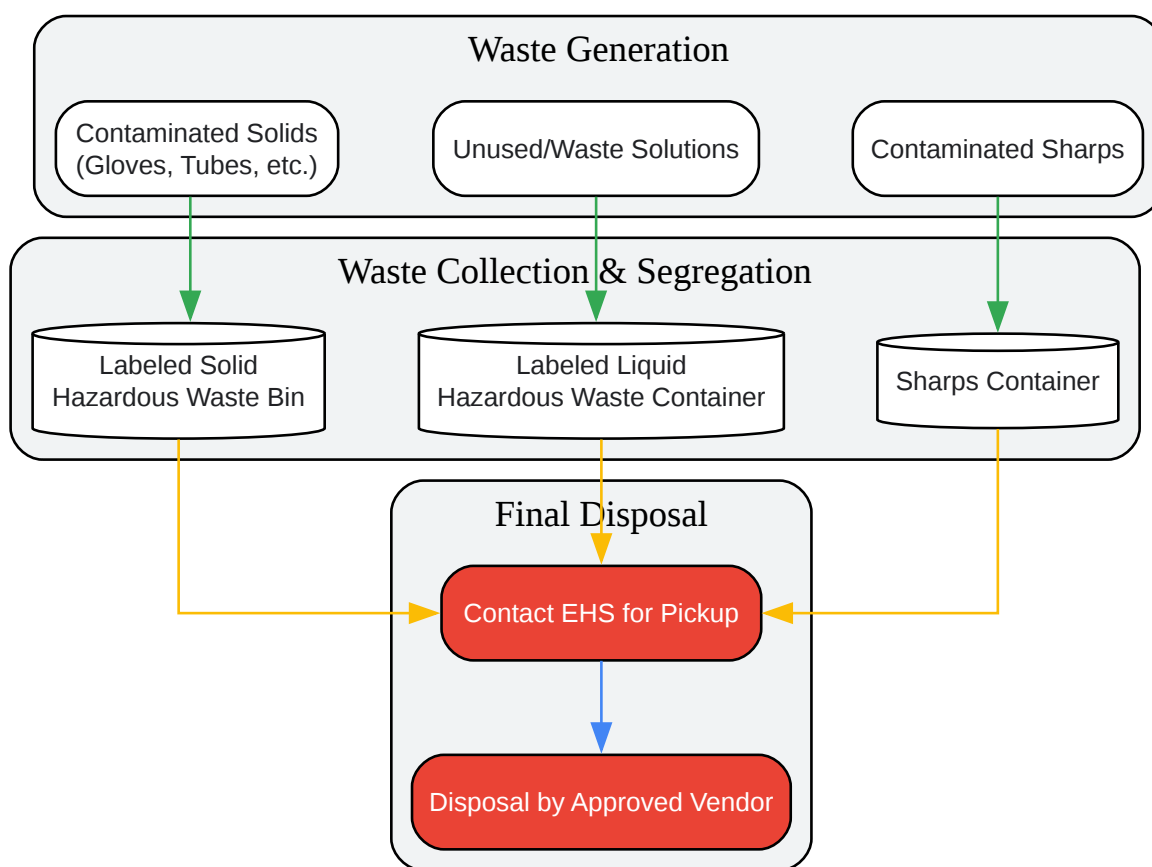 Waste Generation
Contaminated Solids
(Gloves, Tubes, etc.)
Unused/Waste Solutions
Contaminated Sharps
Waste Collection & Segregation
Labeled Solid
Hazardous Waste Bin
Labeled Liquid
Hazardous Waste Container
Sharps Container
Final Disposal
Contact EHS for Pickup
Disposal by Approved Vendor